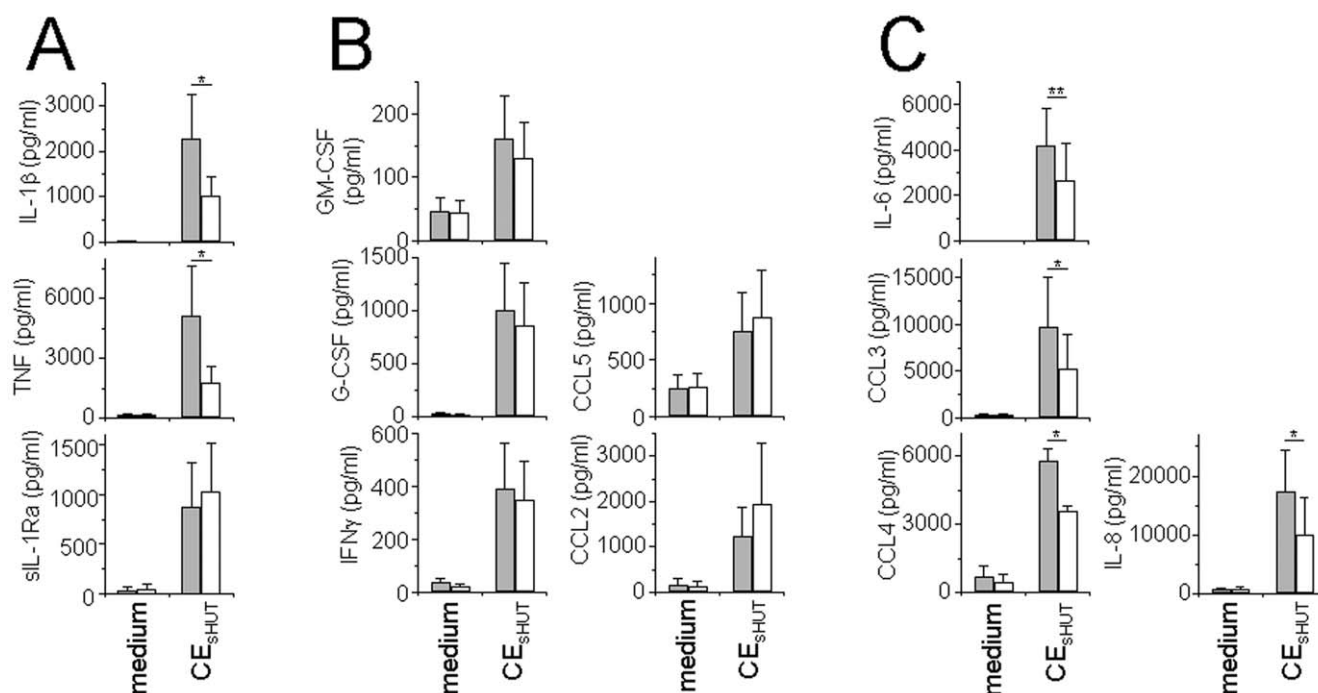 A
IL-1β (pg/ml)
3000
2000
1000
0
*
TNF (pg/ml)
6000
3000
0
*
sIL-1Ra (pg/ml)
1500
1000
500
0
medium
CEsHUT
B
GM-CSF
(pg/ml)
200
100
0
G-CSF (pg/ml)
1500
1000
500
0
IFNγ (pg/ml)
600
400
200
0
medium
CEsHUT
CCL5 (pg/ml)
1000
500
0
CCL2 (pg/ml)
3000
2000
1000
0
medium
CEsHUT
C
IL-6 (pg/ml)
6000
4000
2000
0
**
CCL3 (pg/ml)
15000
10000
5000
0
*
CCL4 (pg/ml)
6000
3000
0
*
medium
CEsHUT
IL-8 (pg/ml)
20000
10000
0
*
medium
CEsHUT